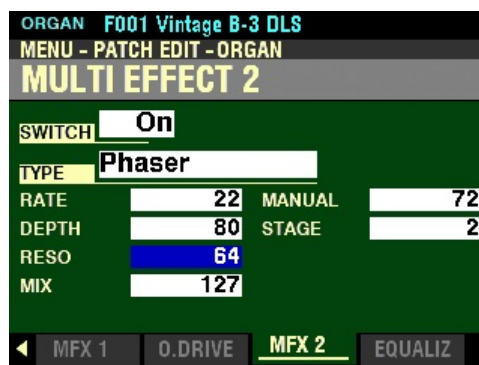 ORGAN F001 Vintage B-3 DLS
MENU - PATCH EDIT - ORGAN
MULTI EFFECT 2
SWITCH On
TYPE Phaser
RATE 22 MANUAL 72
DEPTH 80 STAGE 2
RESO 64
MIX 127
MFX 1 O.DRIVE MFX 2 EQUALIZ